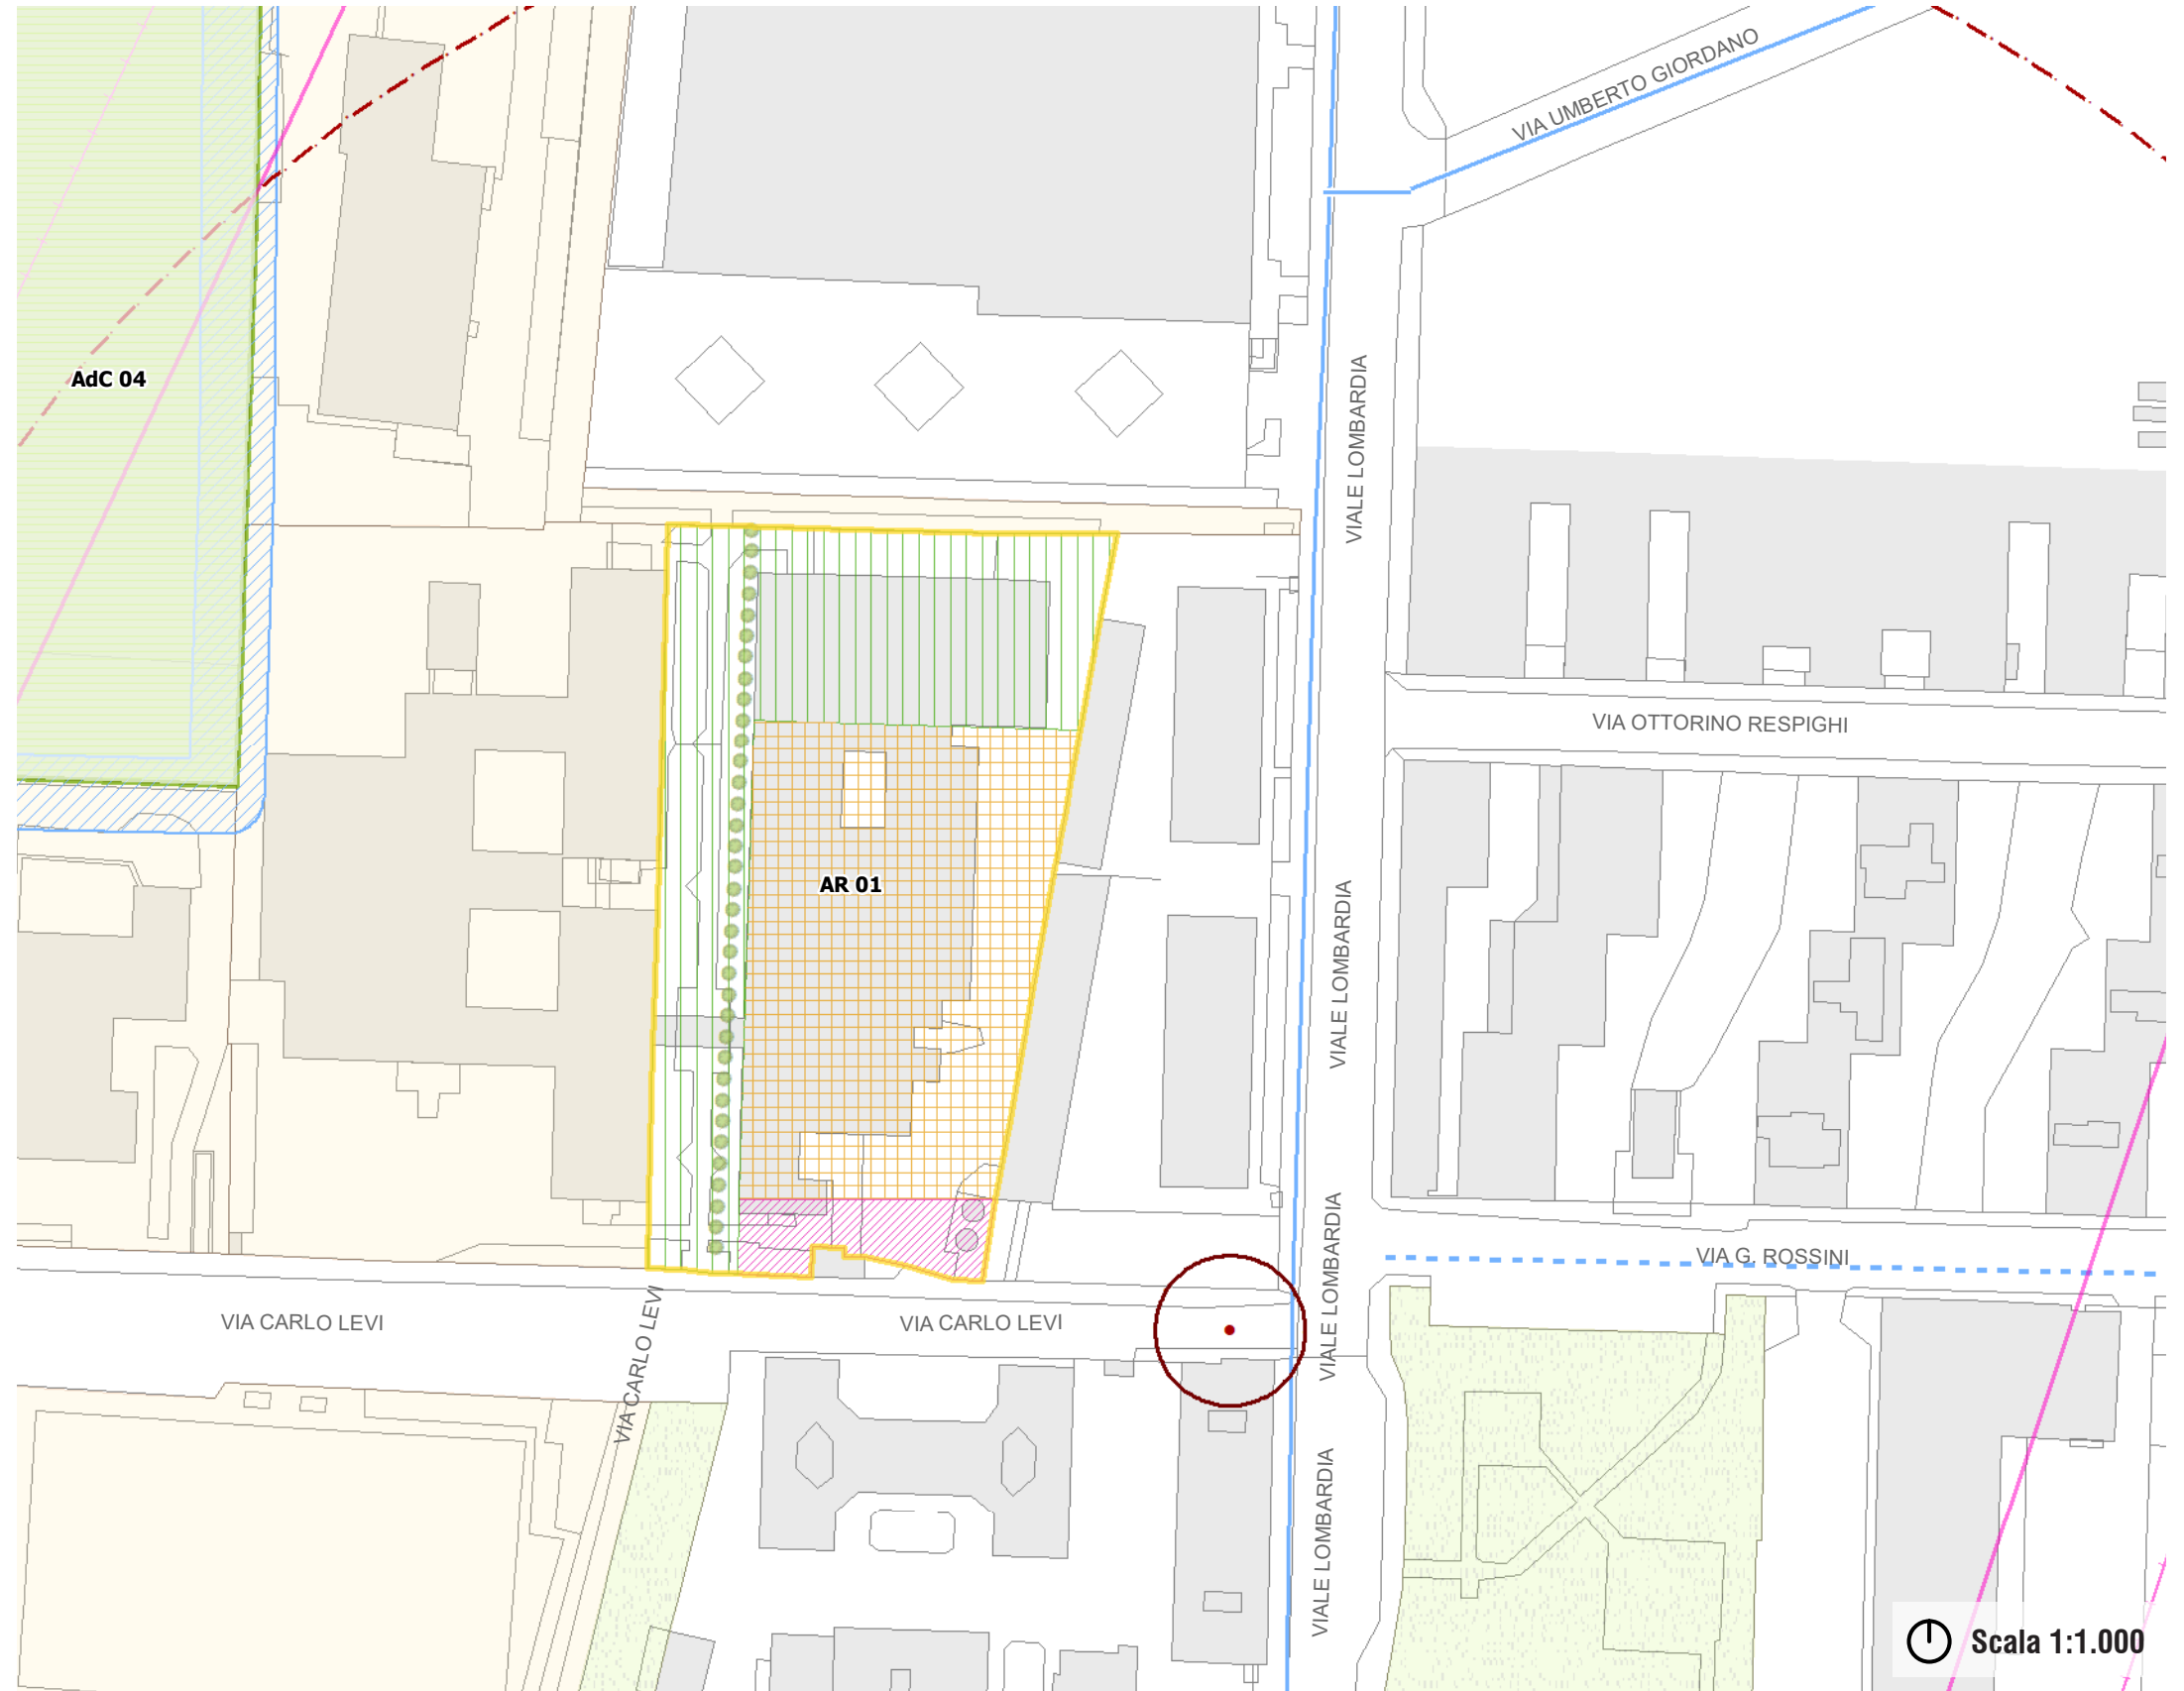 VIA UMBERTO GIORDANO
AdC 04
VIALE LOMBARDIA
VIA OTTORINO RESPIGHI
AR 01
VIALE LOMBARDIA
VIALE LOMBARDIA
VIA G. ROSSINI
VIA CARLO LEVI
VIA CARLO LEVI
VIA CARLO LEVI
VIALE LOMBARDIA
Scala 1:1.000